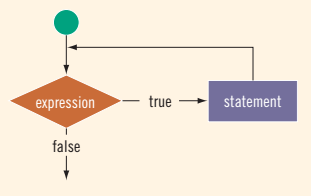 expression
true
statement
false